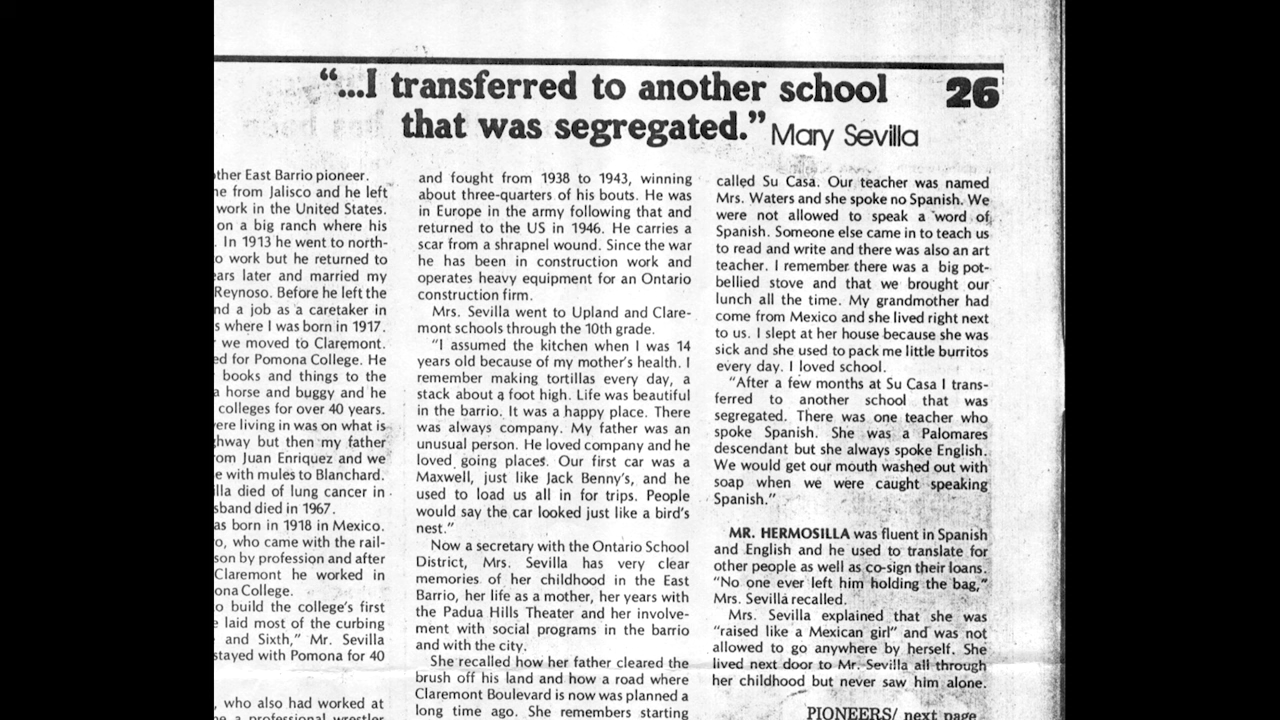 “...I transferred to another school
that was segregated.” Mary Sevilla
26
East Barrio pioneer.
from Jalisco and he left
work in the United States.
on a big ranch where his
. In 1913 he went to north-
work but he returned to
later and married my
Reynoso. Before he left the
a job as a caretaker in
where I was born in 1917.
we moved to Claremont.
for Pomona College. He
books and things to the
a horse and buggy and he
colleges for over 40 years.
living in was on what is
but then my father
Juan Enriquez and we
with mules to Blanchard.
died of lung cancer in
died in 1967.
born in 1918 in Mexico.
who came with the rail-
by profession and after
Claremont he worked in
College.
build the college’s first
laid most of the curbing
and Sixth,” Mr. Sevilla
stayed with Pomona for 40
, who also had worked at
a professional wrestler
and fought from 1938 to 1943, winning
about three-quarters of his bouts. He was
in Europe in the army following that and
returned to the US in 1946. He carries a
scar from a shrapnel wound. Since the war
he has been in construction work and
operates heavy equipment for an Ontario
construction firm.
Mrs. Sevilla went to Upland and Clare-
mont schools through the 10th grade.
“I assumed the kitchen when I was 14
years old because of my mother’s health. I
remember making tortillas every day, a
stack about a foot high. Life was beautiful
in the barrio. It was a happy place. There
was always company. My father was an
unusual person. He loved company and he
loved going places. Our first car was a
Maxwell, just like Jack Benny’s, and he
used to load us all in for trips. People
would say the car looked just like a bird’s
nest.”
Now a secretary with the Ontario School
District, Mrs. Sevilla has very clear
memories of her childhood in the East
Barrio, her life as a mother, her years with
the Padua Hills Theater and her involve-
ment with social programs in the barrio
and with the city.
She recalled how her father cleared the
brush off his land and how a road where
Claremont Boulevard is now was planned a
long time ago. She remembers starting
called Su Casa. Our teacher was named
Mrs. Waters and she spoke no Spanish. We
were not allowed to speak a word of
Spanish. Someone else came in to teach us
to read and write and there was also an art
teacher. I remember there was a big pot-
bellied stove and that we brought our
lunch all the time. My grandmother had
come from Mexico and she lived right next
to us. I slept at her house because she was
sick and she used to pack me little burritos
every day. I loved school.
“After a few months at Su Casa I trans-
ferred to another school that was
segregated. There was one teacher who
spoke Spanish. She was a Palomares
descendant but she always spoke English.
We would get our mouth washed out with
soap when we were caught speaking
Spanish.”
MR. HERMOSILLA was fluent in Spanish
and English and he used to translate for
other people as well as co-sign their loans.
“No one ever left him holding the bag,”
Mrs. Sevilla recalled.
Mrs. Sevilla explained that she was
“raised like a Mexican girl” and was not
allowed to go anywhere by herself. She
lived next door to Mr. Sevilla all through
her childhood but never saw him alone.
PIONEERS/ next page